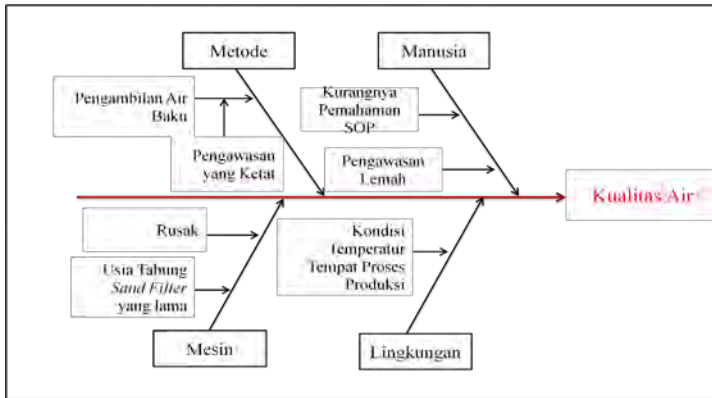 Metode
Manusia
Pengambilan Air
Baku
Kurangnya
Pemahaman
SOP
Pengawasan
yang Ketat
Pengawasan
Lemah
Kualitas Air
Rusak
Kondisi
Temperatur
Tempat Proses
Produksi
Usia Tabung
Sand Filter
yang lama
Mesin
Lingkungan